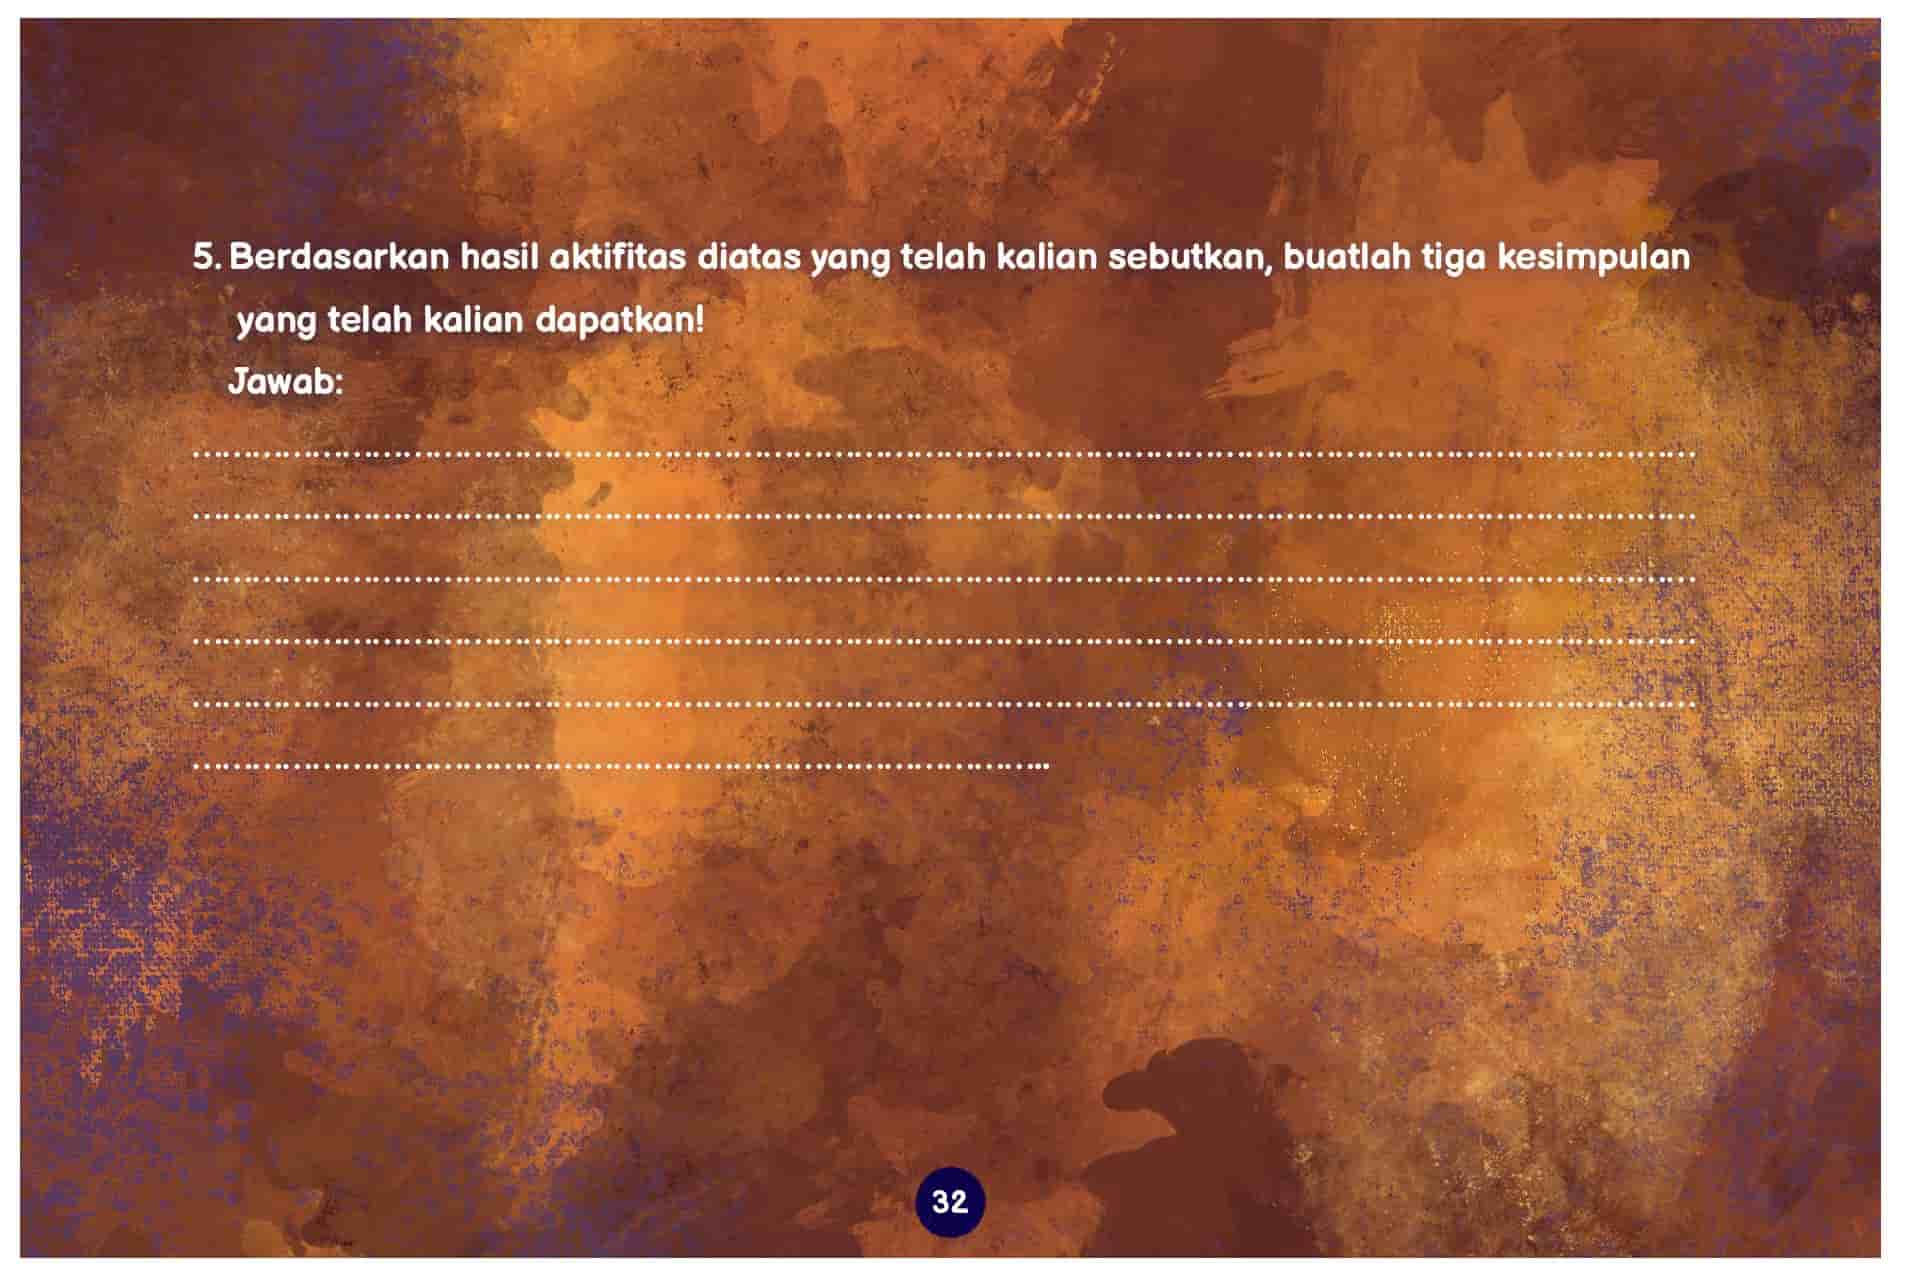 5. Berdasarkan hasil aktifitas diatas yang telah kalian sebutkan, buatlah tiga kesimpulan
yang telah kalian dapatkan!
Jawab:
32